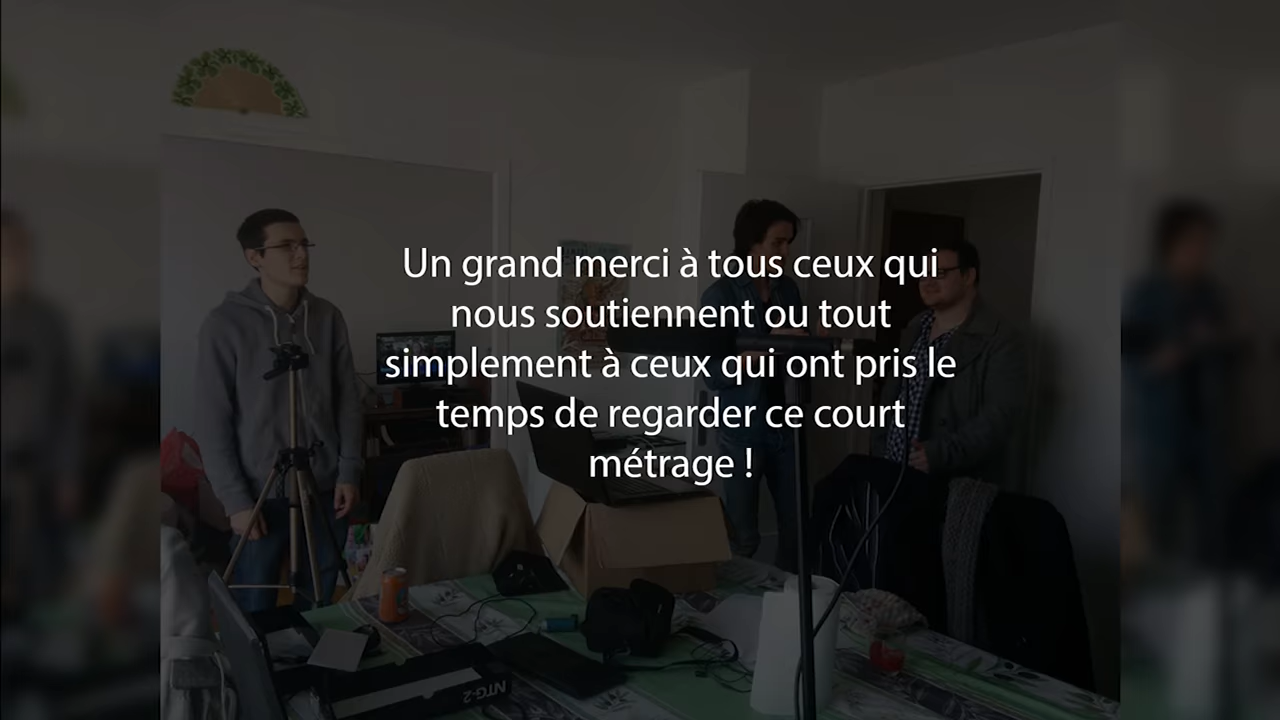 Un grand merci à tous ceux qui
nous soutiennent ou tout
simplement à ceux qui ont pris le
temps de regarder ce court
métrage !
NTG-2